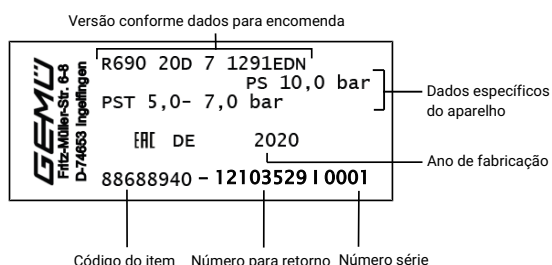 Versão conforme dados para encomenda
GEMÜ
Fritz-Müller-Str. 6-8
D-74653 Ingelfingen
R690 20D 7 1291EDN
PS 10,0 bar
PST 5,0- 7,0 bar
Dados específicos
do aparelho
EAC DE 2020
Ano de fabricação
88688940 - 12103529 I 0001
Código do item Número para retorno Número série